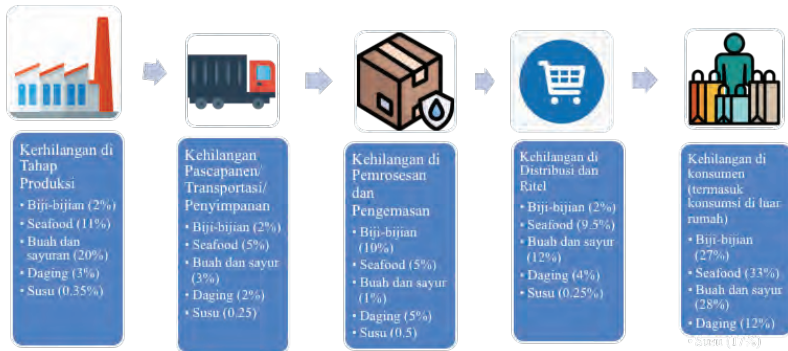 Kerhilangan di
Tahap
Produksi
• Biji-bijian (2%)
• Seafood (11%)
• Buah dan
sayuran (20%)
• Daging (3%)
• Susu (0.35%)
Kehilangan
Pascapanen/
Transportasi/
Penyimpanan
• Biji-bijian (2%)
• Seafood (5%)
• Buah dan sayur
(3%)
• Daging (2%)
• Susu (0.25)
Kehilangan di
Pemrosesan
dan
Pengemasan
• Biji-bijian
(10%)
• Seafood (5%)
• Buah dan sayur
(1%)
• Daging (5%)
• Susu (0.5)
Kehilangan di
Distribusi dan
Ritel
• Biji-bijian (2%)
• Seafood (9.5%)
• Buah dan sayur
(12%)
• Daging (4%)
• Susu (0.25%)
Kehilangan di
konsumen
(termasuk
konsumsi di luar
rumah)
• Biji-bijian
(27%)
• Seafood (33%)
• Buah dan sayur
(28%)
• Daging (12%)
• Susu (17%)